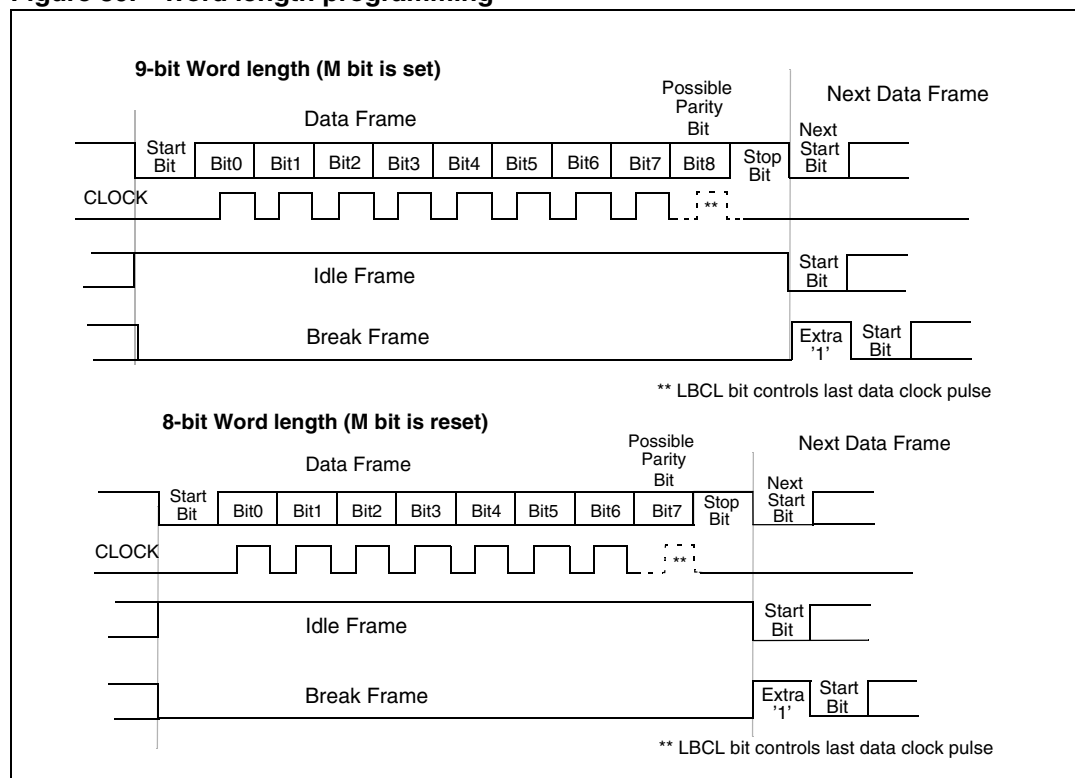 9-bit Word length (M bit is set)
Possible
Parity
Bit
Next Data Frame
Data Frame
Start
Bit
Bit0
Bit1
Bit2
Bit3
Bit4
Bit5
Bit6
Bit7
Bit8
Stop
Bit
Next
Start
Bit
CLOCK
**
Idle Frame
Start
Bit
Break Frame
Extra
'1'
Start
Bit
** LBCL bit controls last data clock pulse
8-bit Word length (M bit is reset)
Possible
Parity
Bit
Next Data Frame
Data Frame
Start
Bit
Bit0
Bit1
Bit2
Bit3
Bit4
Bit5
Bit6
Bit7
Stop
Bit
Next
Start
Bit
CLOCK
**
Idle Frame
Start
Bit
Break Frame
Extra
'1'
Start
Bit
** LBCL bit controls last data clock pulse